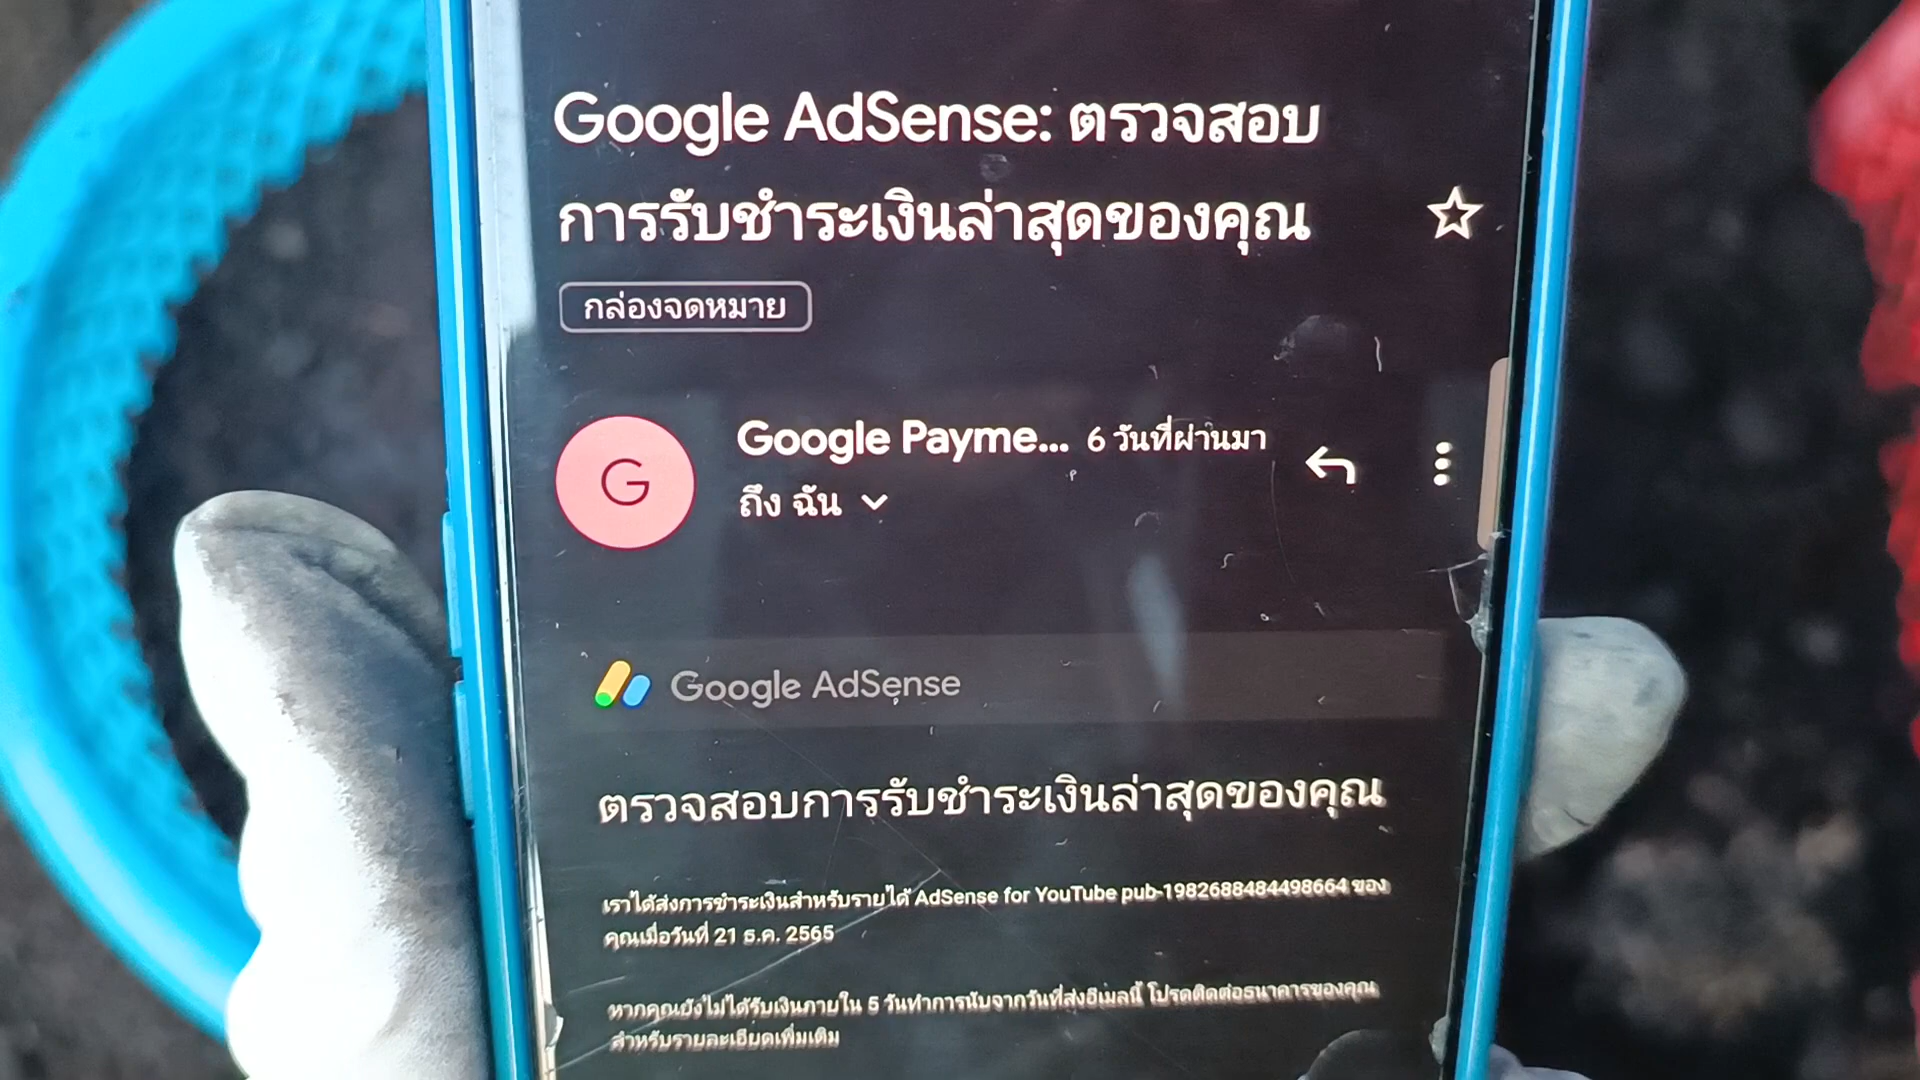 Google AdSense: ตรวจสอบ
การรับชำระเงินล่าสุดของคุณ
กล่องจดหมาย
G
Google Payme... 6 วันที่ผ่านมา
ถึง ฉัน
Google AdSense
ตรวจสอบการรับชำระเงินล่าสุดของคุณ
เราได้ส่งการชำระเงินสำหรับรายได้ AdSense for YouTube pub-1982688484498664 ของ
คุณเมื่อวันที่ 21 ธ.ค. 2565
หากคุณยังไม่ได้รับเงินภายใน 5 วันทำการนับจากวันที่ส่งอีเมลนี้ โปรดติดต่อธนาคารของคุณ
สำหรับรายละเอียดเพิ่มเติม